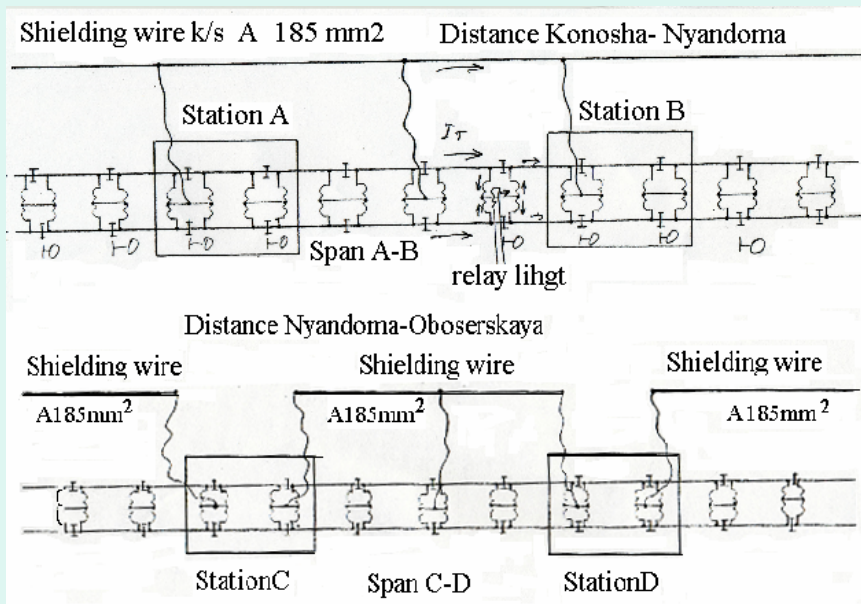 Shielding wire k/s A 185 mm2
Distance Konosha- Nyandoma
Station A
Station B
Iт
Ю Ю Ю Ю Ю Ю Ю Ю
Span A-B
relay lihgt
Distance Nyandoma-Oboserskaya
Shielding wire
Shielding wire
Shielding wire
A185mm2
A185mm2
A185mm2
StationC
Span C-D
StationD